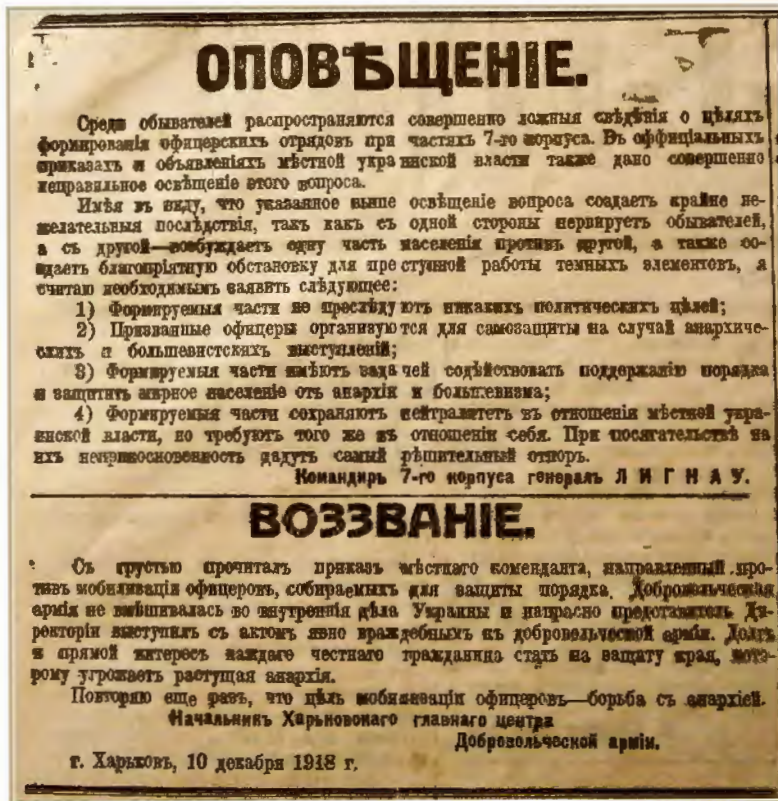 ОПОВѢЩЕНІЕ.
Среди обывателей распространяются совершенно ложныя свѣдѣнія о цѣляхъ
формированія офицерскихъ отрядовъ при частяхъ 7-го корпуса. Въ оффиціальныхъ
приказахъ и объявленіяхъ мѣстной украинской власти также дано совершенно
неправильное освѣщеніе этого вопроса.
Имѣя въ виду, что указанное выше освѣщеніе вопроса создаетъ крайне не-
желательныя послѣдствія, такъ какъ съ одной стороны нервируетъ обывателей,
а съ другой—возбуждаетъ одну часть населенія противъ другой, а также со-
здаетъ благопріятную обстановку для преступной работы темныхъ элементовъ, я
считаю необходимымъ заявить слѣдующее:
1) Формируемыя части не преслѣдуютъ никакихъ политическихъ цѣлей;
2) Призванные офицеры организуются для самозащиты на случай анархиче-
скихъ и большевистскихъ выступленій;
3) Формируемыя части имѣютъ задачей содѣйствовать поддержанію порядка
и защитить мирное населеніе отъ анархіи и большевизма;
4) Формируемыя части сохраняютъ нейтралитетъ въ отношенія мѣстной укра-
инской власти, но требуютъ того же въ отношеніи себя. При посягательствѣ на
ихъ неприкосновенность дадутъ самый рѣшительный отпоръ.
Командиръ 7-го корпуса генералъ ЛИГНАУ.
ВОЗЗВАНІЕ.
Съ грустью прочиталъ приказъ мѣстнаго коменданта, направленный про-
тивъ мобилизаціи офицеровъ, собираемыхъ для защиты порядка. Добровольческая
армія не вмѣшивалась во внутреннія дѣла Украины и напрасно представитель Ди-
ректоріи выступилъ съ актомъ явно враждебнымъ къ добровольческой арміи. Долгъ
и прямой интересъ каждаго честнаго гражданина стать на защиту края, кото-
рому угрожаетъ растущая анархія.
Повторяю еще разъ, что цѣль мобилизаціи офицеровъ—борьба съ анархіей.
Начальникъ Харьковскаго главнаго центра
Добровольческой арміи.
г. Харьковъ, 10 декабря 1918 г.